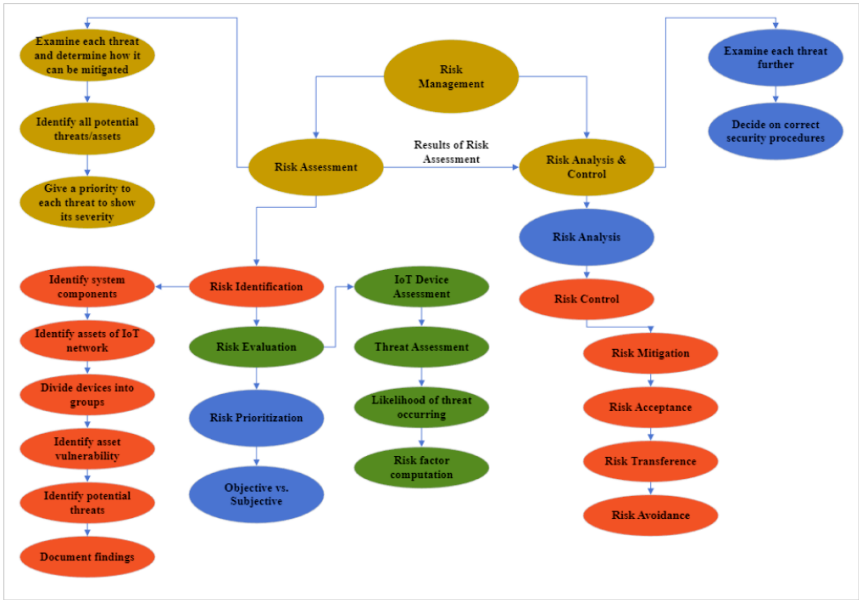 Examine each threat
and determine how it
can be mitigated
Identify all potential
threats/assets
Give a priority to
each threat to show
its severity
Risk
Management
Risk Assessment
Results of Risk
Assessment
Risk Analysis &
Control
Examine each threat
further
Decide on correct
security procedures
Risk Analysis
Risk Control
Risk Mitigation
Risk Acceptance
Risk Transference
Risk Avoidance
Risk Identification
Risk Evaluation
Risk Prioritization
Objective vs.
Subjective
IoT Device
Assessment
Threat Assessment
Likelihood of threat
occurring
Risk factor
computation
Identify system
components
Identify assets of IoT
network
Divide devices into
groups
Identify asset
vulnerability
Identify potential
threats
Document findings